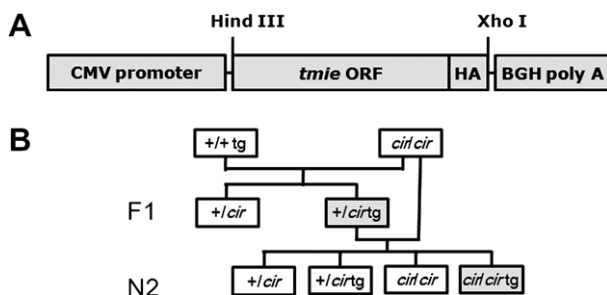 A
Hind III
Xho I
CMV promoter
tmie ORF
HA
BGH poly A
B
+/+ tg
cir/cir
F1
+/cir
+/cirtg
N2
+/cir
+/cirtg
cir/cir
cir/cirtg